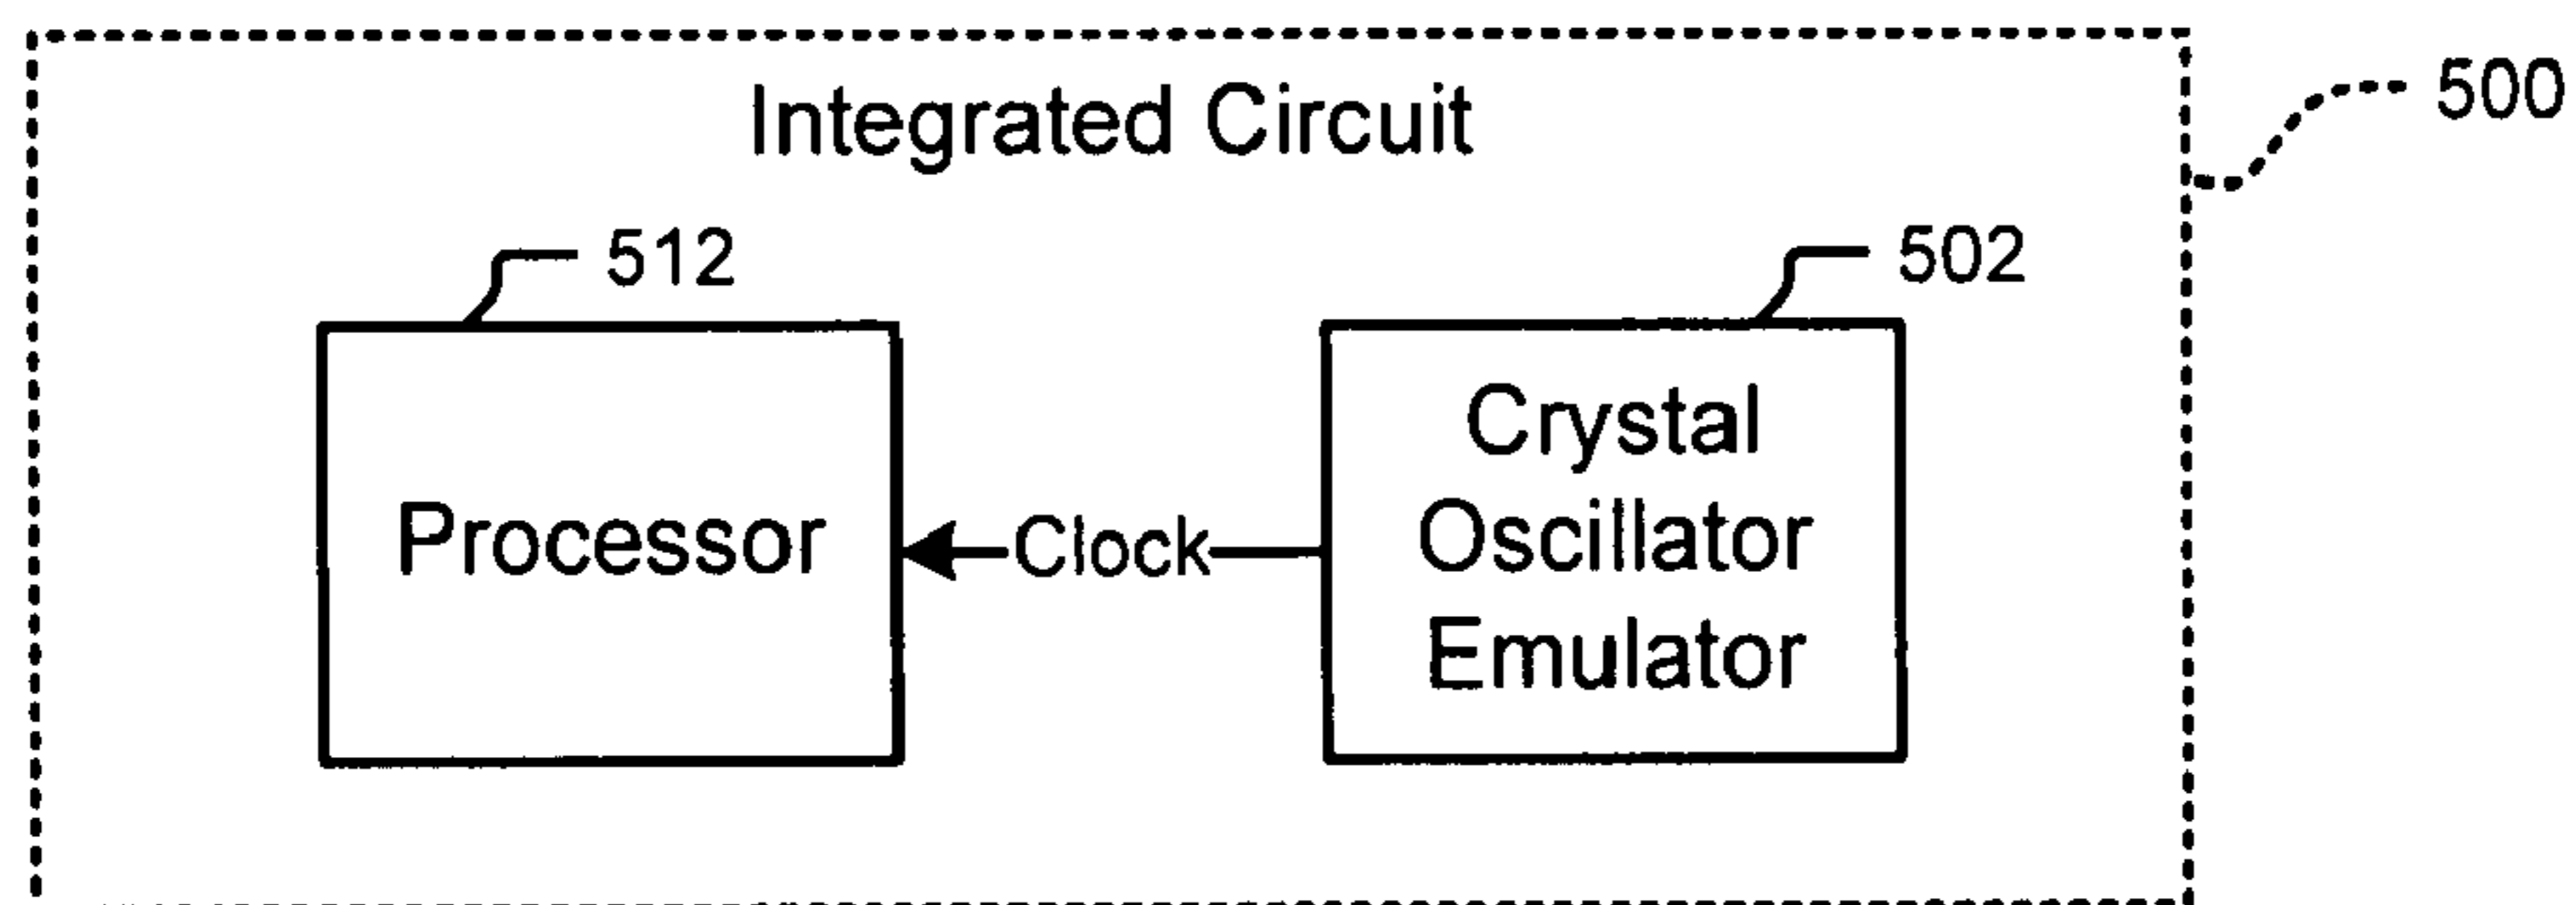 Integrated Circuit
500
512
502
Processor
Clock
Crystal
Oscillator
Emulator